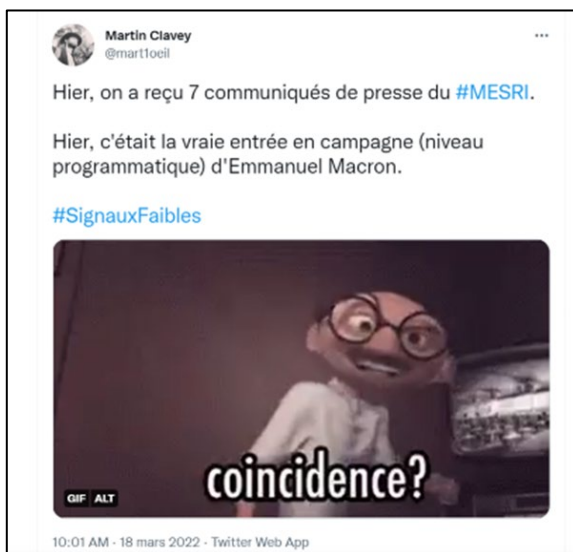 Martin Clavey
@mart1oeil
Hier, on a reçu 7 communiqués de presse du #MESRI.
Hier, c'était la vraie entrée en campagne (niveau
programmatique) d'Emmanuel Macron.
#SignauxFaibles
coincidence?
GIF ALT
10:01 AM · 18 mars 2022 · Twitter Web App